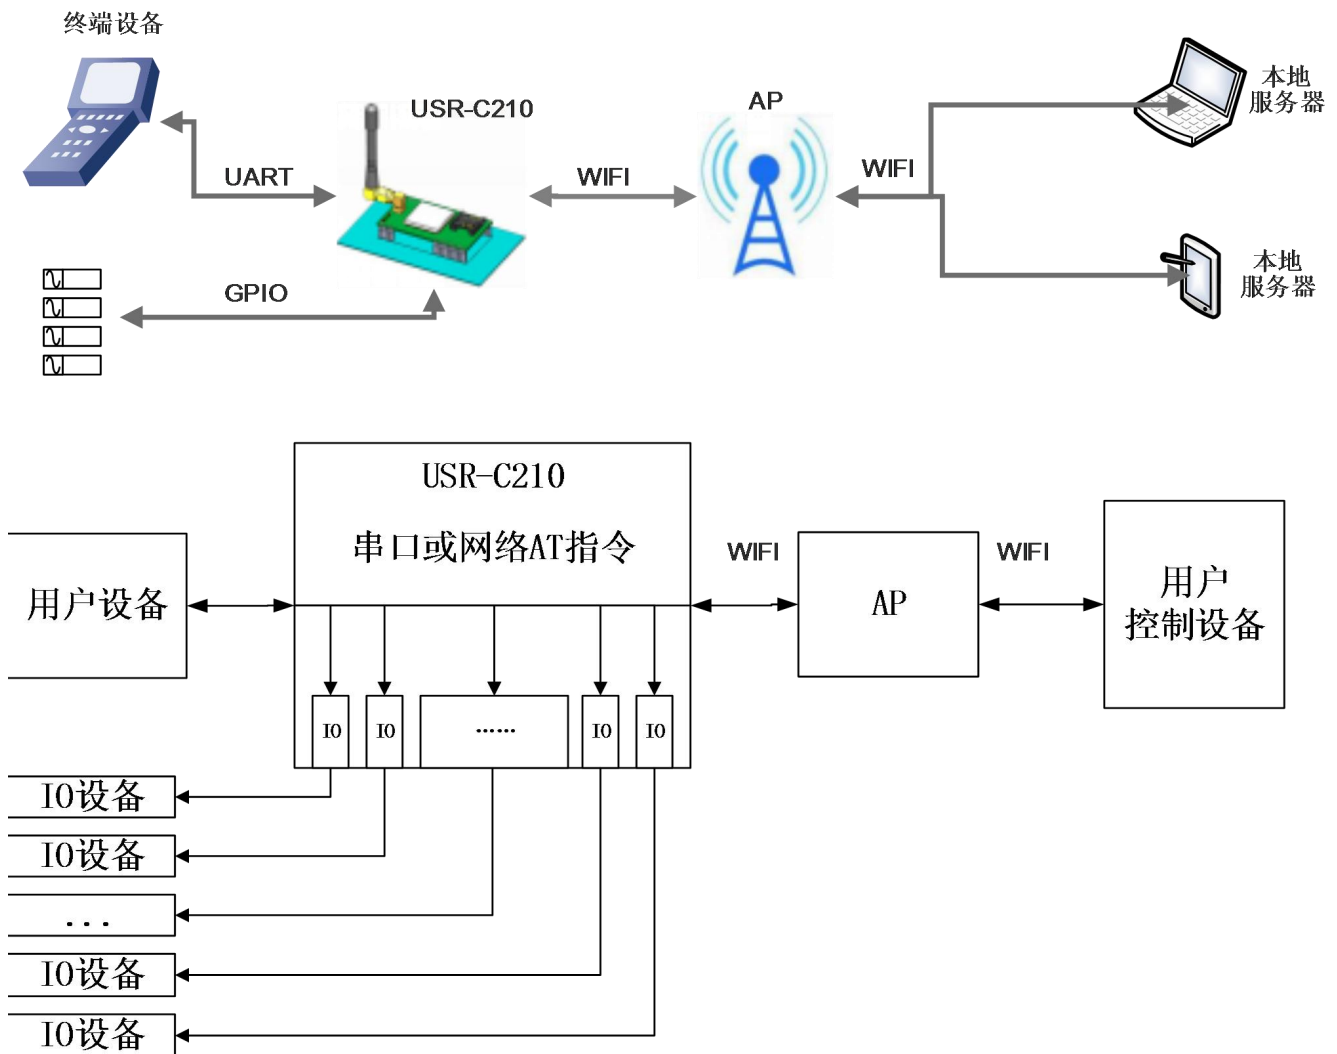 终端设备
USR-C210
AP
本地
服务器
UART
WIFI
WIFI
GPIO
本地
服务器
USR-C210
串口或网络AT指令
WIFI
WIFI
用户设备
AP
用户
控制设备
IO
IO
......
IO
IO
IO设备
IO设备
...
IO设备
IO设备